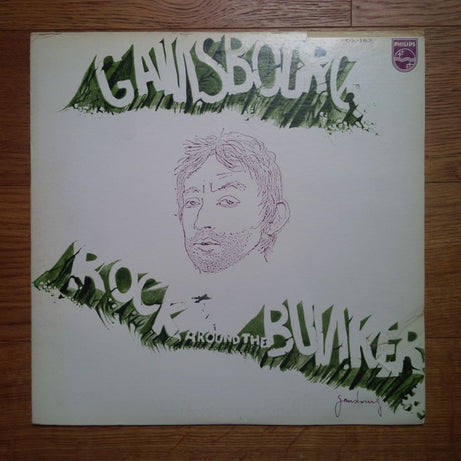 PHILIPS
GAINSBOURG
ROCK
AROUND THE
BUNKER